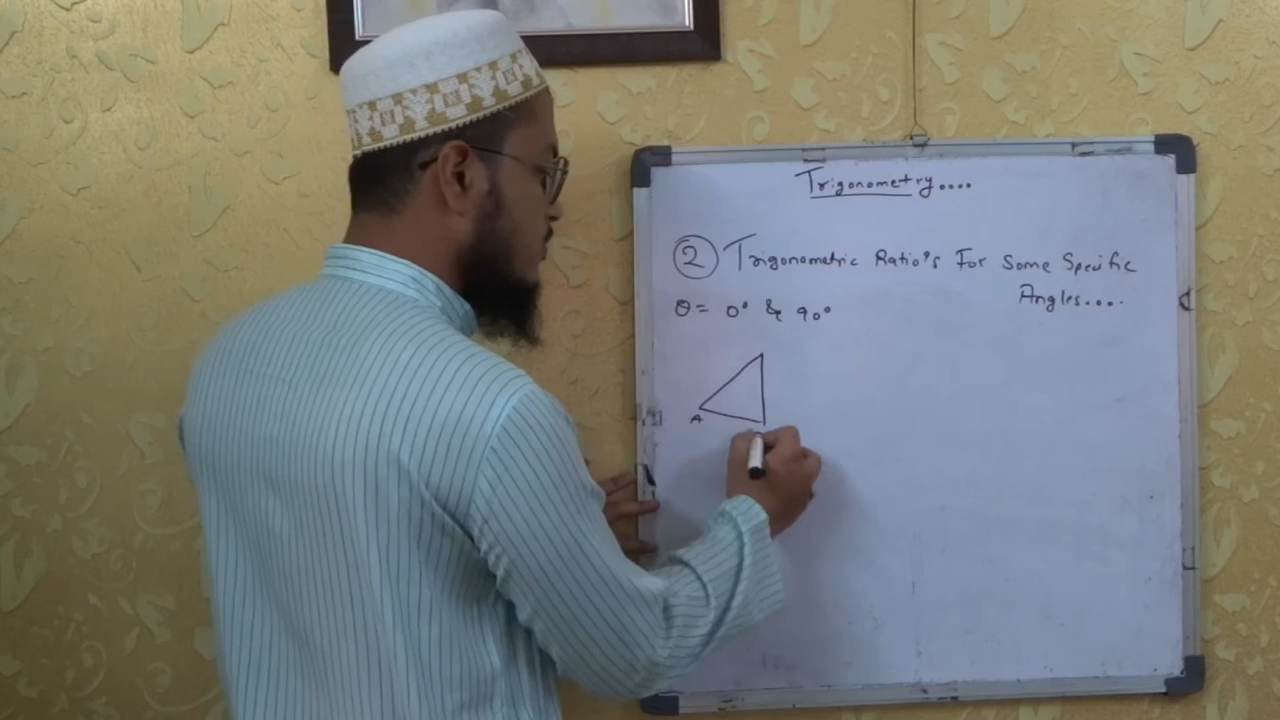 Trigonometry....
② Trigonometric Ratio's For Some Specific
Angles....
θ = 0° & 90°
A